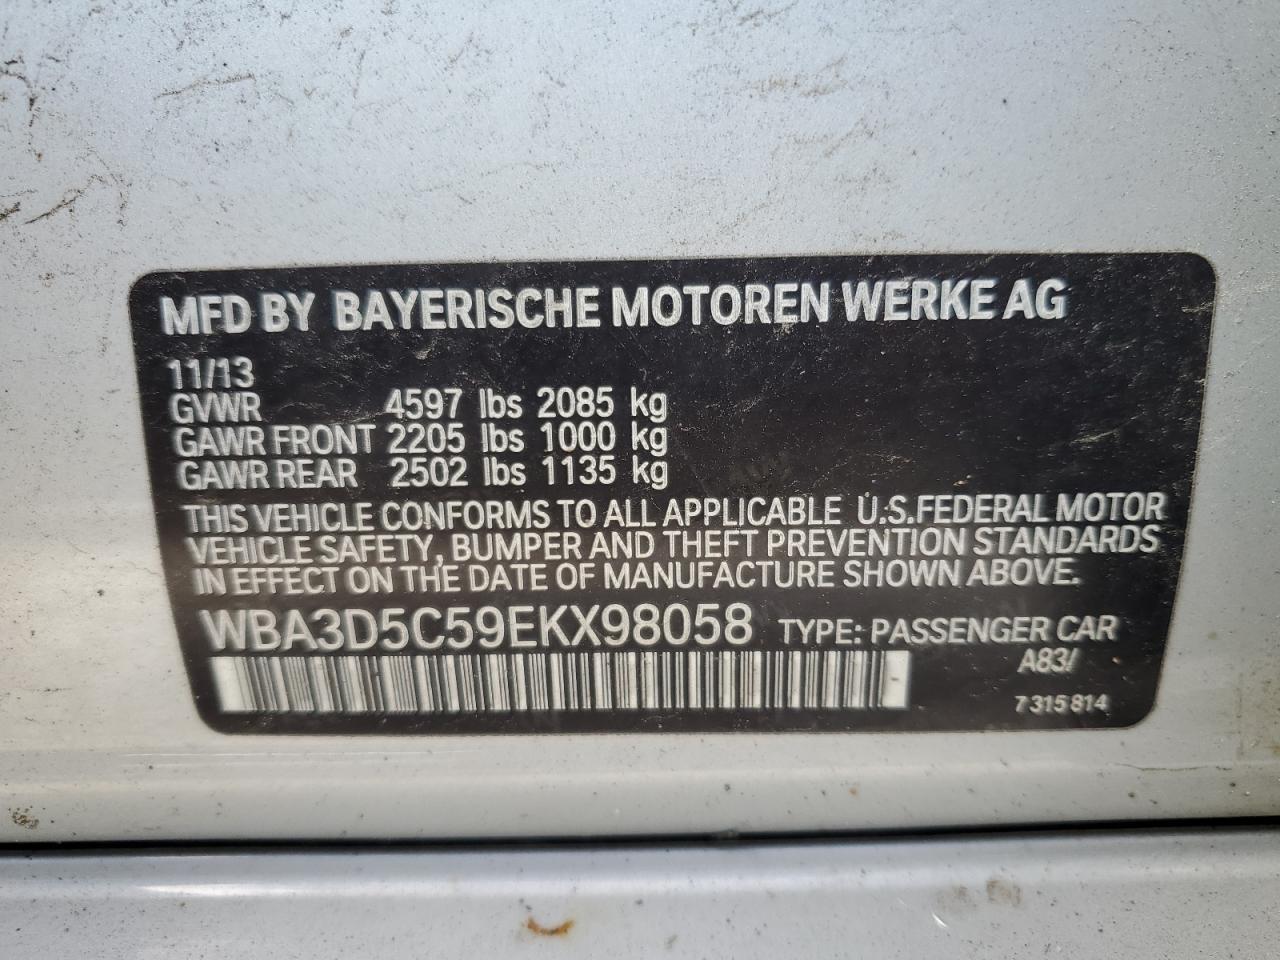 MFD BY BAYERISCHE MOTOREN WERKE AG
11/13
GVWR 4597 lbs 2085 kg
GAWR FRONT 2205 lbs 1000 kg
GAWR REAR 2502 lbs 1135 kg
THIS VEHICLE CONFORMS TO ALL APPLICABLE U.S. FEDERAL MOTOR
VEHICLE SAFETY, BUMPER AND THEFT PREVENTION STANDARDS
IN EFFECT ON THE DATE OF MANUFACTURE SHOWN ABOVE.
WBA3D5C59EKX98058 TYPE: PASSENGER CAR
A83/
7 315 814